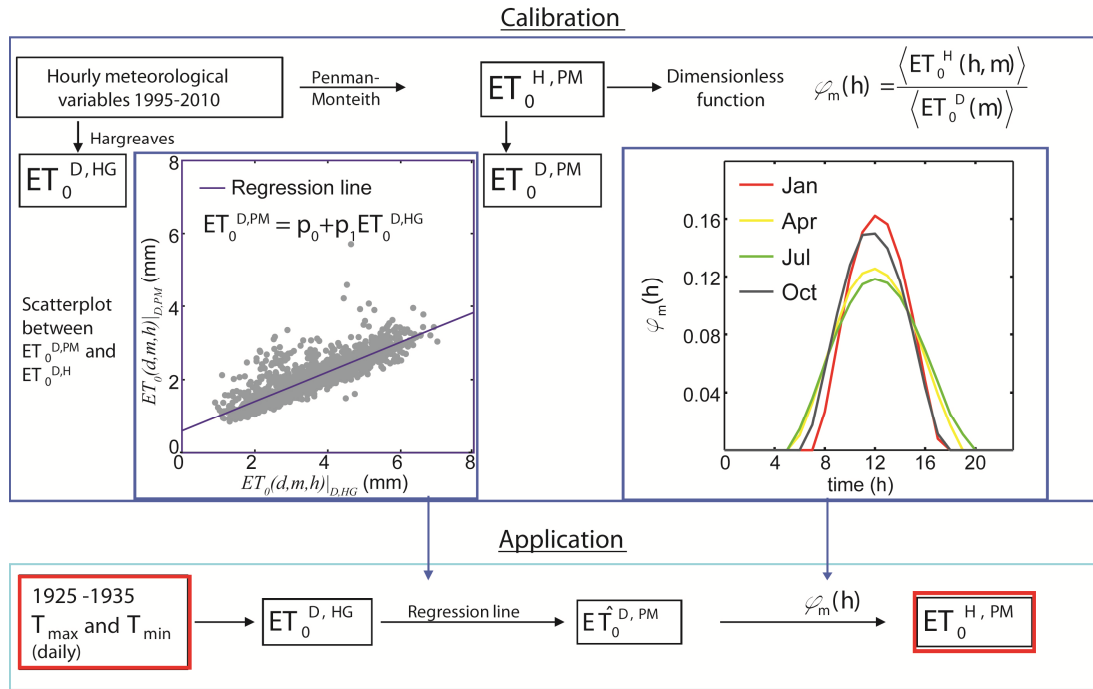 Calibration
Hourly meteorological
variables 1995-2010
Penman-
Monteith
ET₀ᴴ,ᴾᴹ
Dimensionless
function
φₘ(h) = ⟨ET₀ᴴ(h, m)⟩ / ⟨ET₀ᴰ(m)⟩
Hargreaves
ET₀ᴰ,ᴴᴳ
ET₀ᴰ,ᴾᴹ
Scatterplot
between
ET₀ᴰ,ᴾᴹ and
ET₀ᴰ,ᴴ
8
6
4
2
0
ET₀(d,m,h)|D,PM (mm)
Regression line
ET₀ᴰ,ᴾᴹ = p₀+p₁ET₀ᴰ,ᴴᴳ
0 2 4 6 8
ET₀(d,m,h)|D,HG (mm)
φₘ(h)
0.16
0.12
0.08
0.04
Jan
Apr
Jul
Oct
0 4 8 12 16 20
time (h)
Application
1925 -1935
Tmax and Tmin
(daily)
ET₀ᴰ,ᴴᴳ
Regression line
ET̂₀ᴰ,ᴾᴹ
φₘ(h)
ET₀ᴴ,ᴾᴹ